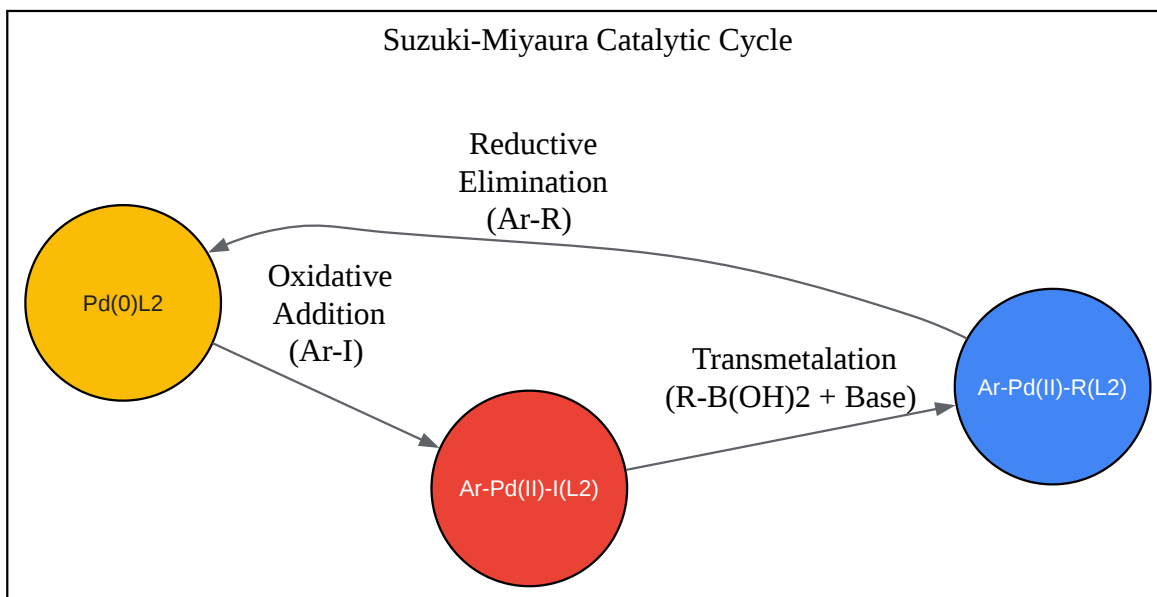 Suzuki-Miyaura Catalytic Cycle
Reductive
Elimination
(Ar-R)
Pd(0)L2
Oxidative
Addition
(Ar-I)
Transmetalation
(R-B(OH)2 + Base)
Ar-Pd(II)-R(L2)
Ar-Pd(II)-I(L2)